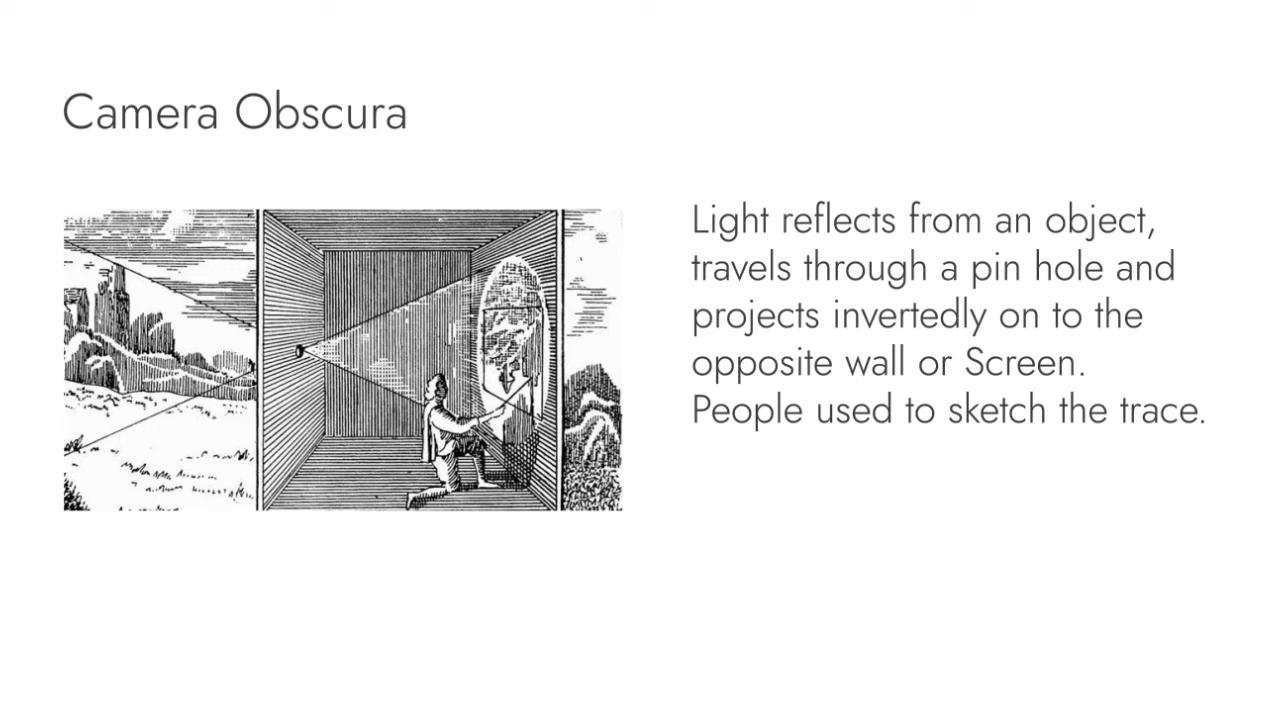 Camera Obscura
Light reflects from an object,
travels through a pin hole and
projects invertedly on to the
opposite wall or Screen.
People used to sketch the trace.